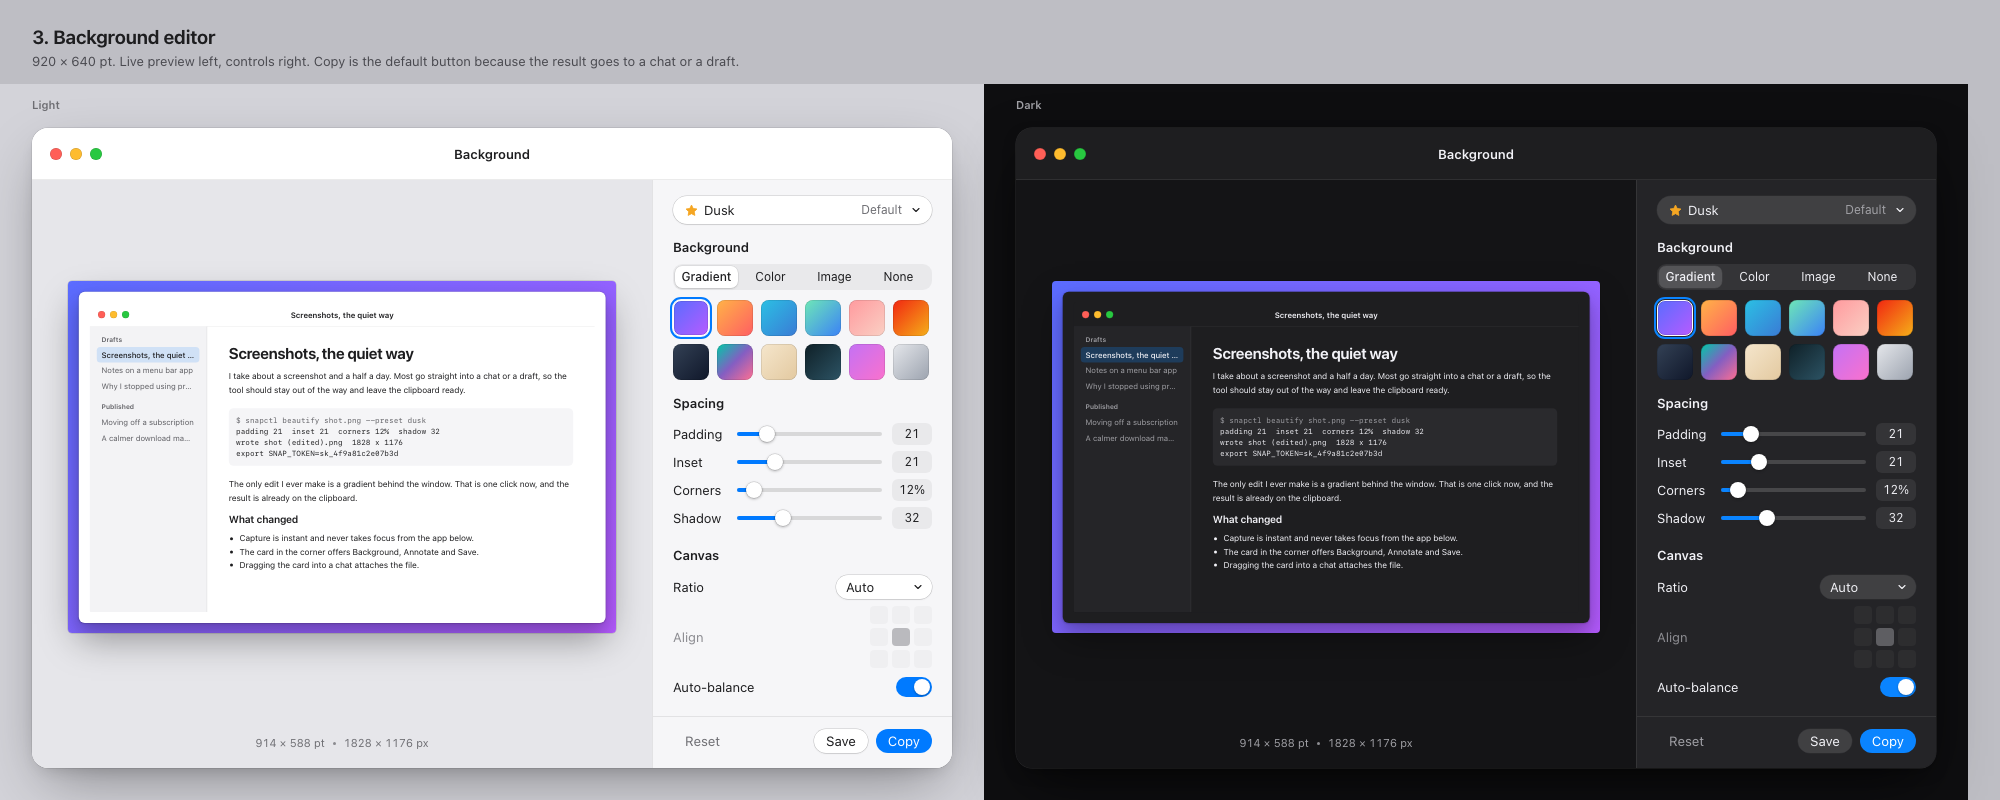 3. Background editor
920 × 640 pt. Live preview left, controls right. Copy is the default button because the result goes to a chat or a draft.
Light
Background
Screenshots, the quiet way
Drafts
Screenshots, the quiet ...
Notes on a menu bar app
Why I stopped using pr...
Published
Moving off a subscription
A calmer download ma...
Screenshots, the quiet way
I take about a screenshot and a half a day. Most go straight into a chat or a draft, so the
tool should stay out of the way and leave the clipboard ready.
$ snapctl beautify shot.png --preset dusk
padding 21  inset 21  corners 12%  shadow 32
wrote shot (edited).png  1828 x 1176
export SNAP_TOKEN=sk_4f9a81c2e07b3d
The only edit I ever make is a gradient behind the window. That is one click now, and the
result is already on the clipboard.
What changed
• Capture is instant and never takes focus from the app below.
• The card in the corner offers Background, Annotate and Save.
• Dragging the card into a chat attaches the file.
914 × 588 pt • 1828 × 1176 px
Dusk Default
Background
Gradient Color Image None
Spacing
Padding 21
Inset 21
Corners 12%
Shadow 32
Canvas
Ratio Auto
Align
Auto-balance
Reset Save Copy
Dark
Background
Screenshots, the quiet way
Drafts
Screenshots, the quiet ...
Notes on a menu bar app
Why I stopped using pr...
Published
Moving off a subscription
A calmer download ma...
Screenshots, the quiet way
I take about a screenshot and a half a day. Most go straight into a chat or a draft, so the
tool should stay out of the way and leave the clipboard ready.
$ snapctl beautify shot.png --preset dusk
padding 21  inset 21  corners 12%  shadow 32
wrote shot (edited).png  1828 x 1176
export SNAP_TOKEN=sk_4f9a81c2e07b3d
The only edit I ever make is a gradient behind the window. That is one click now, and the
result is already on the clipboard.
What changed
• Capture is instant and never takes focus from the app below.
• The card in the corner offers Background, Annotate and Save.
• Dragging the card into a chat attaches the file.
914 × 588 pt • 1828 × 1176 px
Dusk Default
Background
Gradient Color Image None
Spacing
Padding 21
Inset 21
Corners 12%
Shadow 32
Canvas
Ratio Auto
Align
Auto-balance
Reset Save Copy